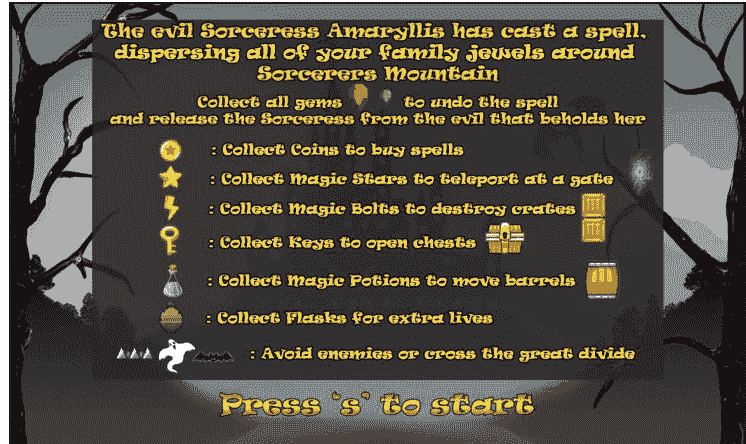 The evil Sorceress Amaryllis has cast a spell,
dispersing all of your family jewels around
Sorcerers Mountain
Collect all gems to undo the spell
and release the Sorceress from the evil that beholds her
: Collect Coins to buy spells
: Collect Magic Stars to teleport at a gate
: Collect Magic Bolts to destroy crates
: Collect Keys to open chests
: Collect Magic Potions to move barrels
: Collect Flasks for extra lives
: Avoid enemies or cross the great divide
Press 's' to start